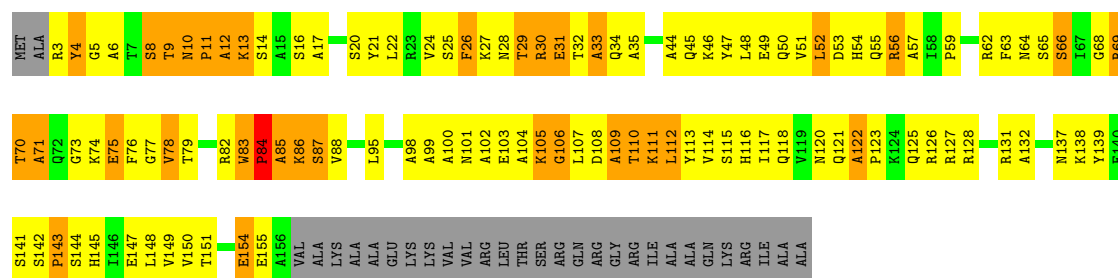 MET ALA R3 Y4 G5 A6 T7 S8 T9 N10 P11 A12 K13 S14 A15 S16 A17 S20 Y21 L22 R23 V24 S25 F26 K27 N28 T29 R30 E31 T32 A33 Q34 A35 A44 Q45 K46 Y47 L48 E49 Q50 V51 L52 D53 H54 Q55 R56 A57 I58 P59 R62 F63 N64 S65 S66 I67 G68 R69
T70 A71 Q72 G73 K74 E75 F76 G77 V78 T79 R82 W83 P84 A85 K86 S87 V88 L95 A98 A99 A100 N101 A102 E103 A104 K105 G106 L107 D108 A109 T110 K111 L112 Y113 V114 S115 H116 I117 Q118 V119 N120 Q121 A122 P123 K124 Q125 R126 R127 R128 R131 A132 N137 K138 Y139 E140
S141 S142 P143 S144 H145 I146 E147 L148 V149 V150 T151 E154 E155 A156 VAL ALA LYS ALA ALA GLU LYS LYS VAL VAL ARG LEU THR SER ARG GLN ARG GLY ARG ILE ALA ALA GLN LYS ARG ILE ALA ALA